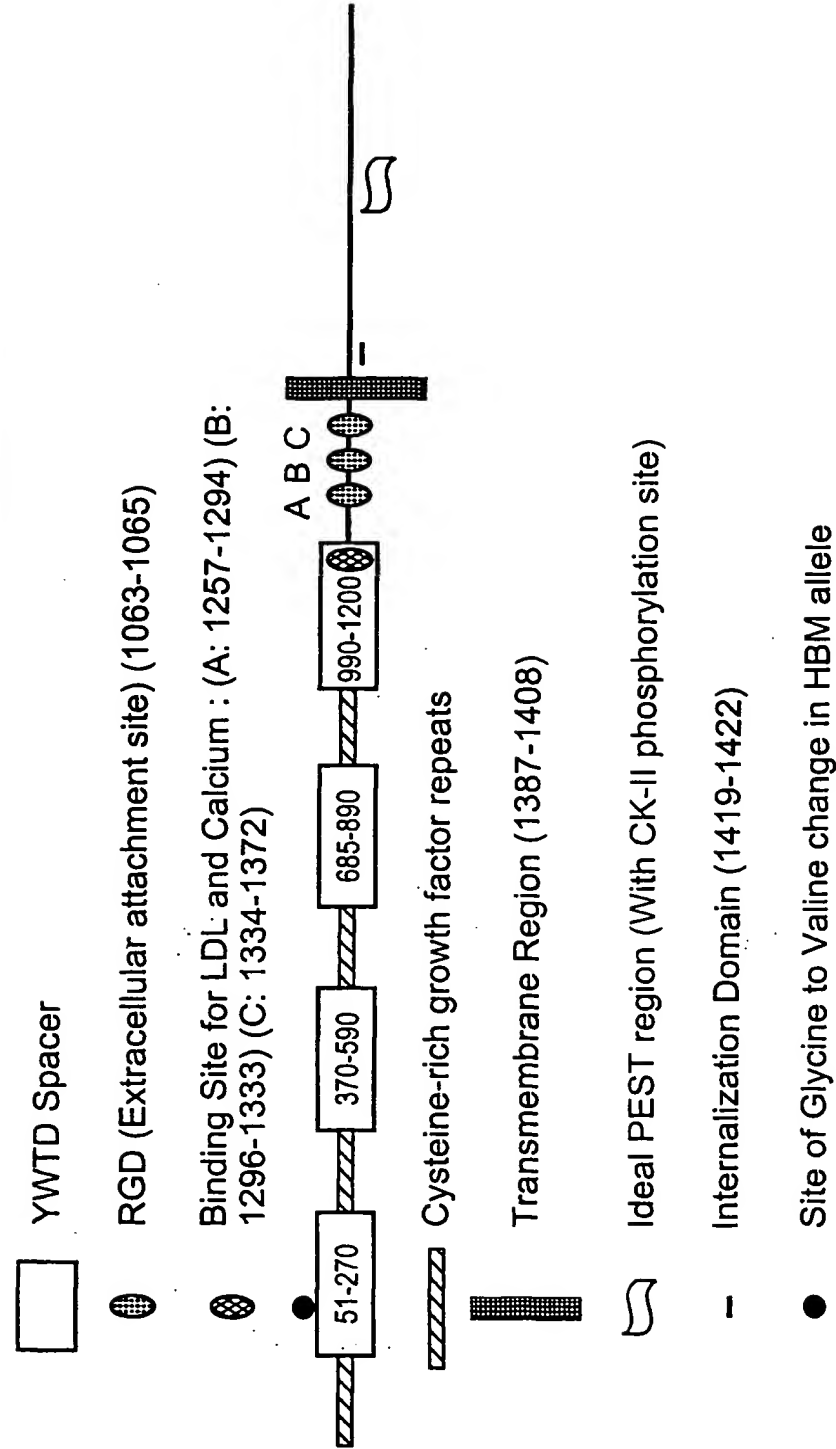 YWTD Spacer
RGD (Extracellular attachment site) (1063-1065)
Binding Site for LDL and Calcium : (A: 1257-1294) (B:
1296-1333) (C: 1334-1372)
A B C
51-270
370-590
685-890
990-1200
Cysteine-rich growth factor repeats
Transmembrane Region (1387-1408)
Ideal PEST region (With CK-II phosphorylation site)
Internalization Domain (1419-1422)
Site of Glycine to Valine change in HBM allele